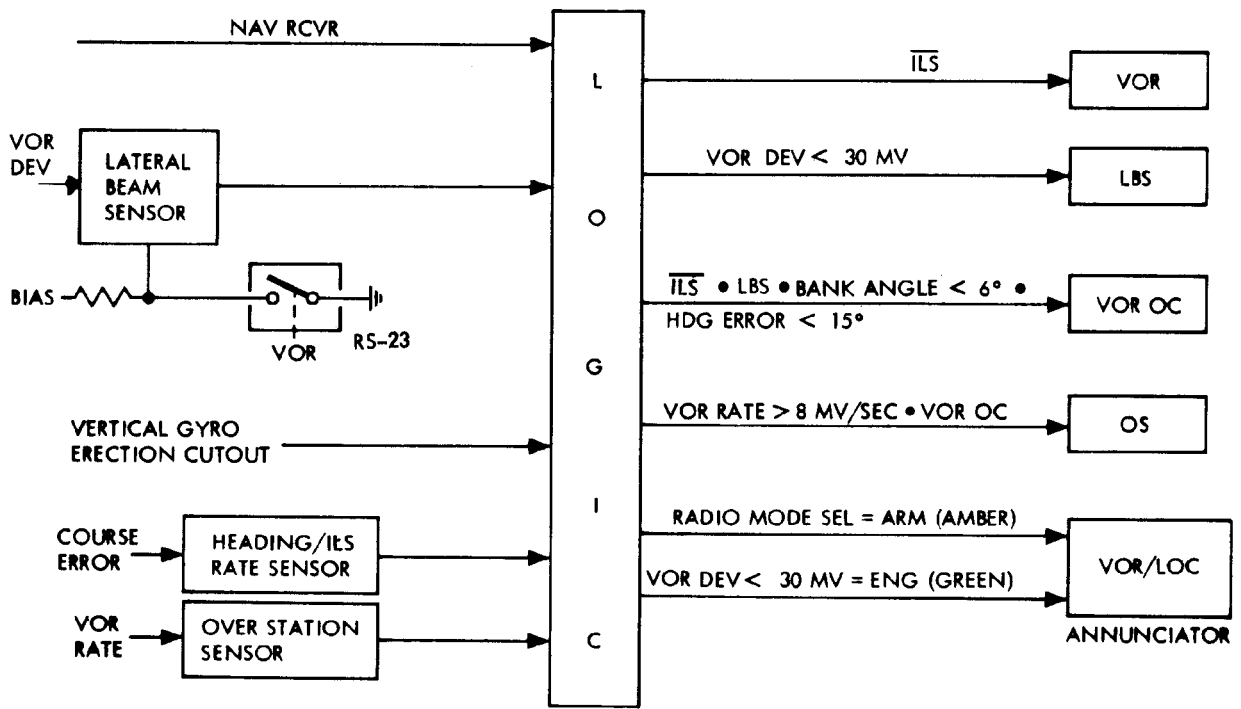 NAV RCVR
VOR
DEV
LATERAL
BEAM
SENSOR
BIAS
VOR
RS-23
VERTICAL GYRO
ERECTION CUTOUT
COURSE
ERROR
HEADING/ILS
RATE SENSOR
VOR
RATE
OVER STATION
SENSOR
L
O
G
I
C
I̅L̅S̅
VOR
VOR DEV < 30 MV
LBS
I̅L̅S̅ • LBS • BANK ANGLE < 6° •
HDG ERROR < 15°
VOR OC
VOR RATE > 8 MV/SEC • VOR OC
OS
RADIO MODE SEL = ARM (AMBER)
VOR DEV < 30 MV = ENG (GREEN)
VOR/LOC
ANNUNCIATOR